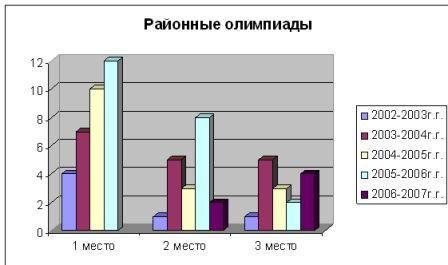 Районные олимпиады
12
10
8
6
4
2
0
1 место 2 место 3 место
2002-2003г.г.
2003-2004г.г.
2004-2005г.г.
2005-2006г.г.
2006-2007г.г.